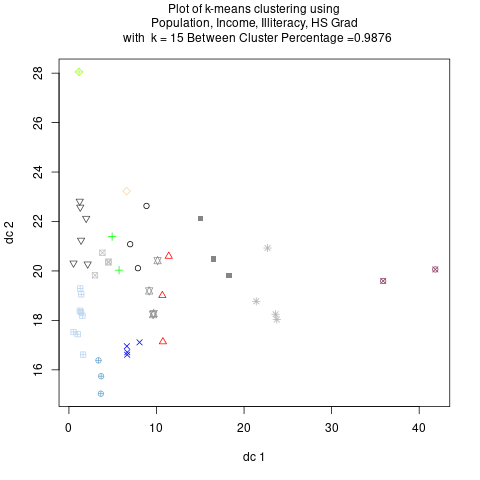 Plot of k-means clustering using
Population, Income, Illiteracy, HS Grad
with k = 15 Between Cluster Percentage =0.9876
28
26
24
22
20
18
16
dc 2
0 10 20 30 40
dc 1